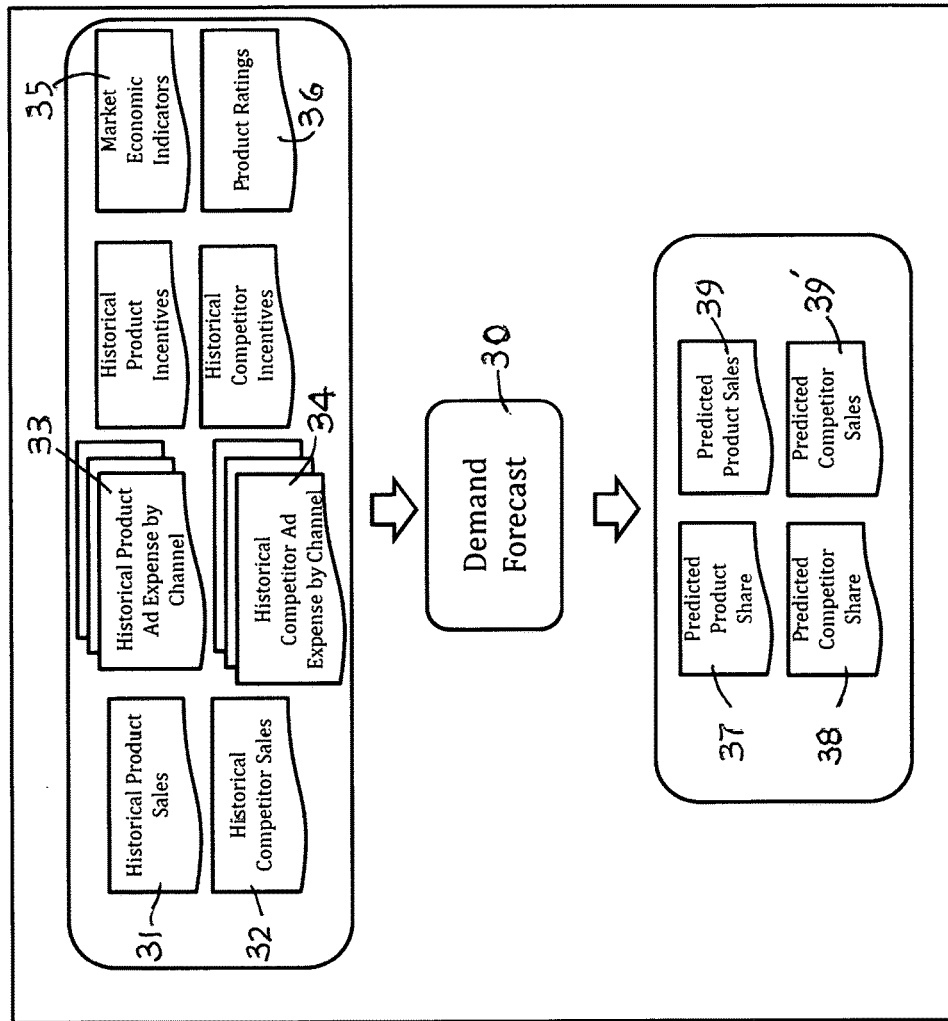 31
Historical Product
Sales
32
Historical
Competitor Sales
33
Historical Product
Ad Expense by
Channel
34
Historical
Competitor Ad
Expense by Channel
Historical
Product
Incentives
Historical
Competitor
Incentives
35
Market
Economic
Indicators
Product Ratings
36
Demand
Forecast
30
37
Predicted
Product
Share
Predicted
Product Sales
39
38
Predicted
Competitor
Share
Predicted
Competitor
Sales
39'